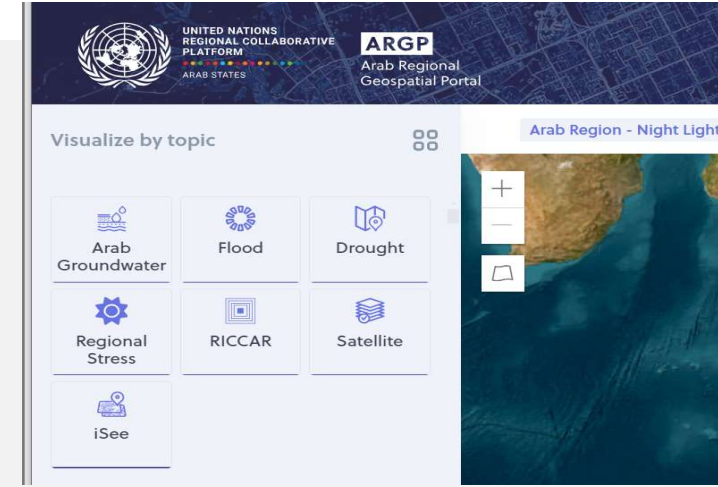 UNITED NATIONS
REGIONAL COLLABORATIVE
PLATFORM
ARAB STATES
ARGP
Arab Regional
Geospatial Portal
Visualize by topic
Arab Region - Night Light
Arab
Groundwater
Flood
Drought
Regional
Stress
RICCAR
Satellite
iSee